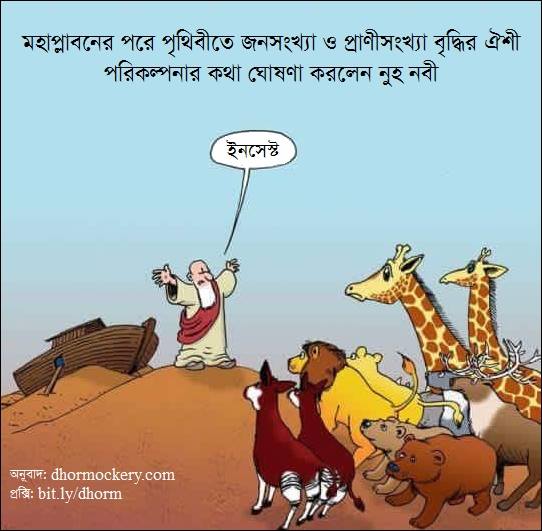 মহাপ্লাবনের পরে পৃথিবীতে জনসংখ্যা ও প্রাণীসংখ্যা বৃদ্ধির ঐশী
পরিকল্পনার কথা ঘোষণা করলেন নুহ নবী
ইনসেস্ট
অনুবাদ: dhormockery.com
প্রক্সি: bit.ly/dhorm